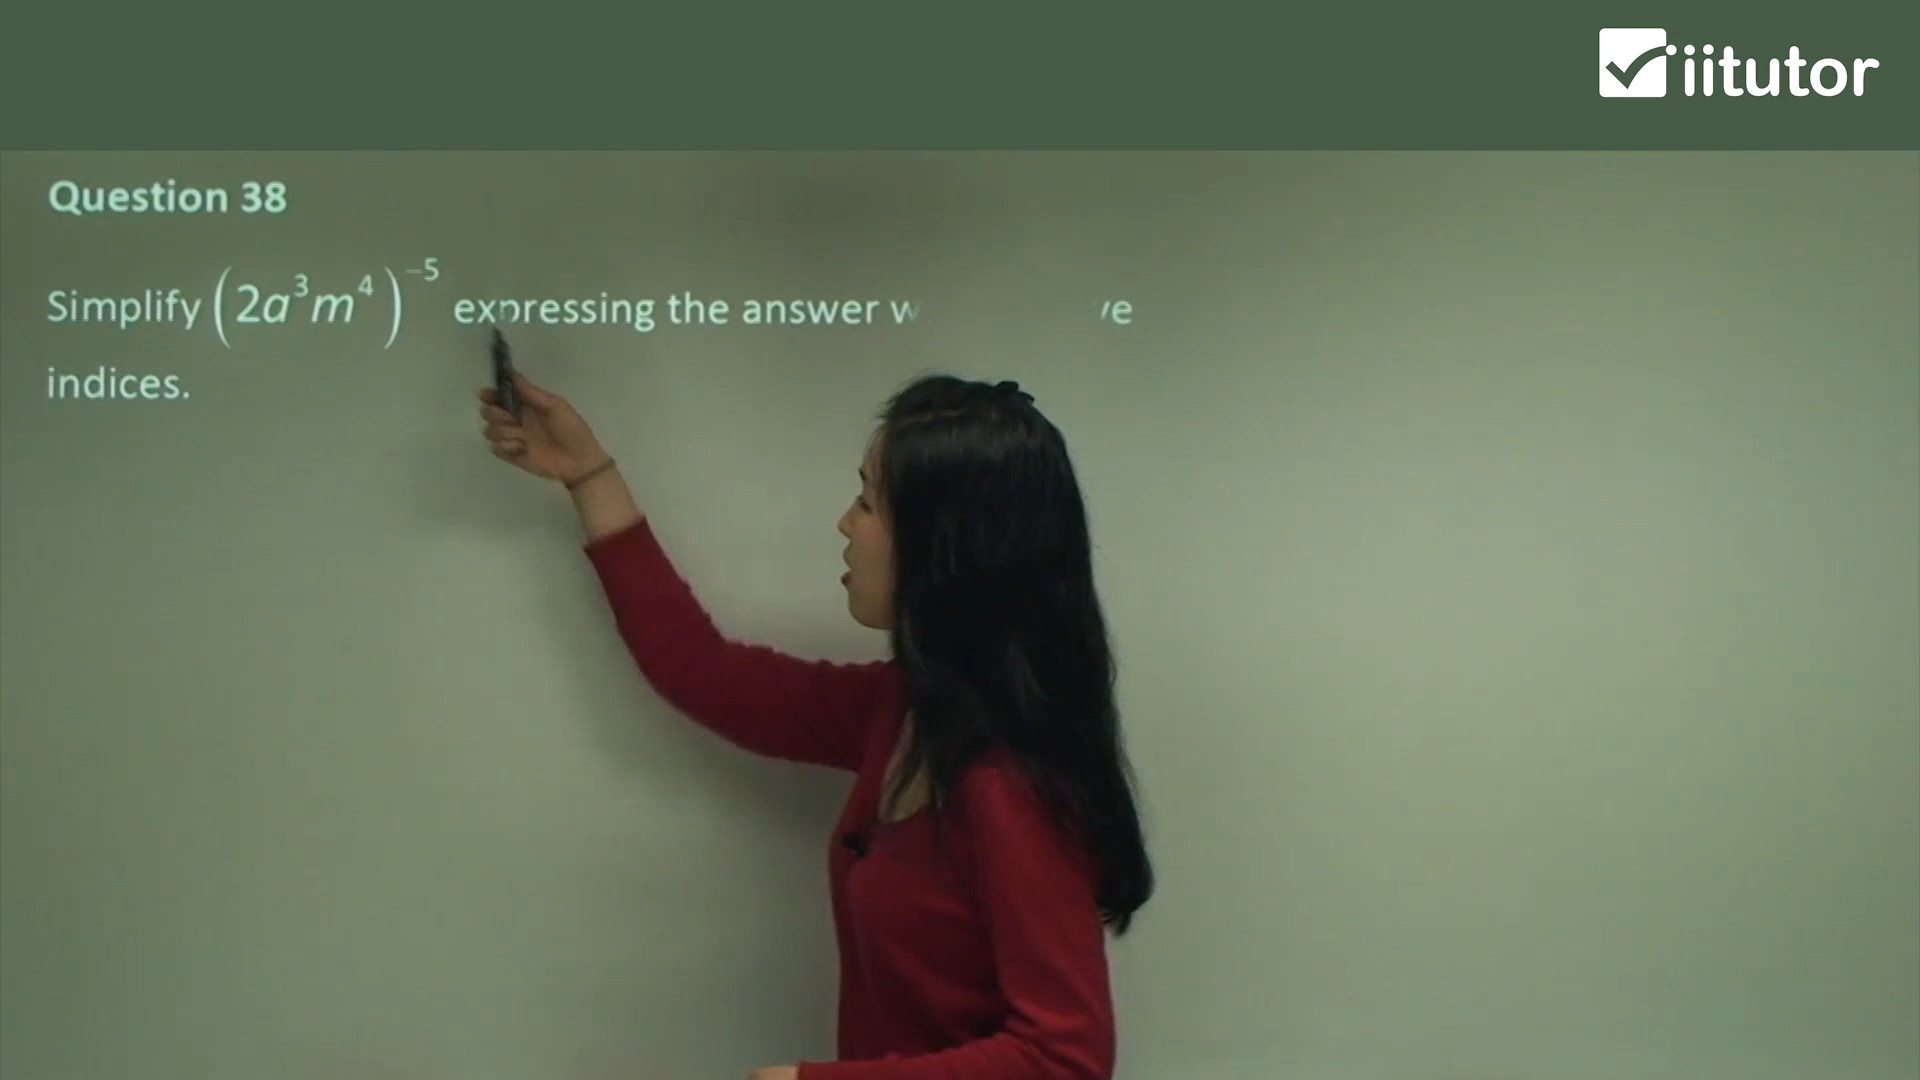 iitutor
Question 38
Simplify (2a³m⁴)⁻⁵ expressing the answer
indices.